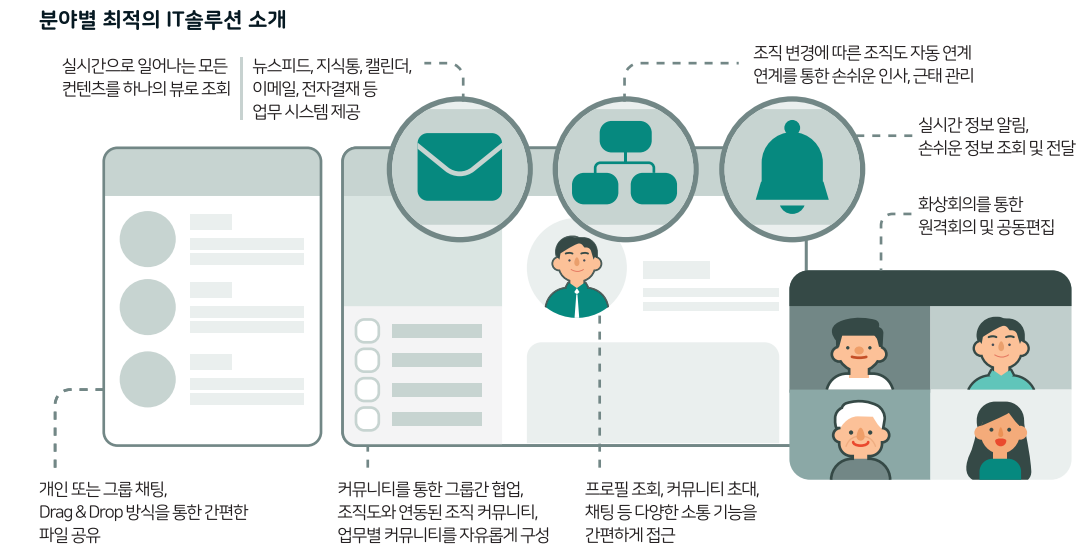 분야별 최적의 IT솔루션 소개
실시간으로 일어나는 모든
컨텐츠를 하나의 뷰로 조회
뉴스피드, 지식통, 캘린더,
이메일, 전자결재 등
업무 시스템 제공
조직 변경에 따른 조직도 자동 연계
연계를 통한 손쉬운 인사, 근태 관리
실시간 정보 알림,
손쉬운 정보 조회 및 전달
화상회의를 통한
원격회의 및 공동편집
개인 또는 그룹 채팅,
Drag & Drop 방식을 통한 간편한
파일 공유
커뮤니티를 통한 그룹간 협업,
조직도와 연동된 조직 커뮤니티,
업무별 커뮤니티를 자유롭게 구성
프로필 조회, 커뮤니티 초대,
채팅 등 다양한 소통 기능을
간편하게 접근